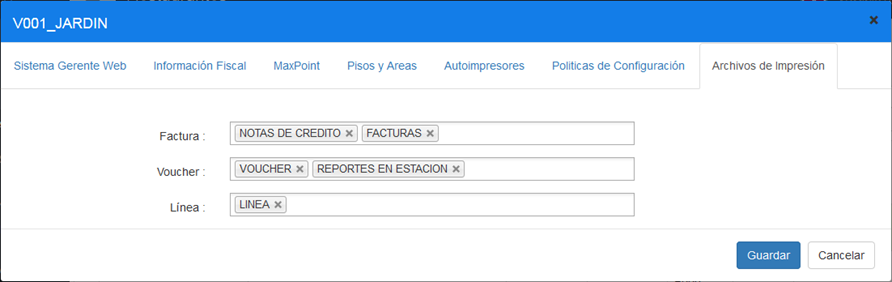 V001_JARDIN ×
Sistema Gerente Web Información Fiscal MaxPoint Pisos y Areas Autoimpresores Politicas de Configuración Archivos de Impresión
Factura : NOTAS DE CREDITO × FACTURAS ×
Voucher : VOUCHER × REPORTES EN ESTACION ×
Línea : LINEA ×
Guardar Cancelar